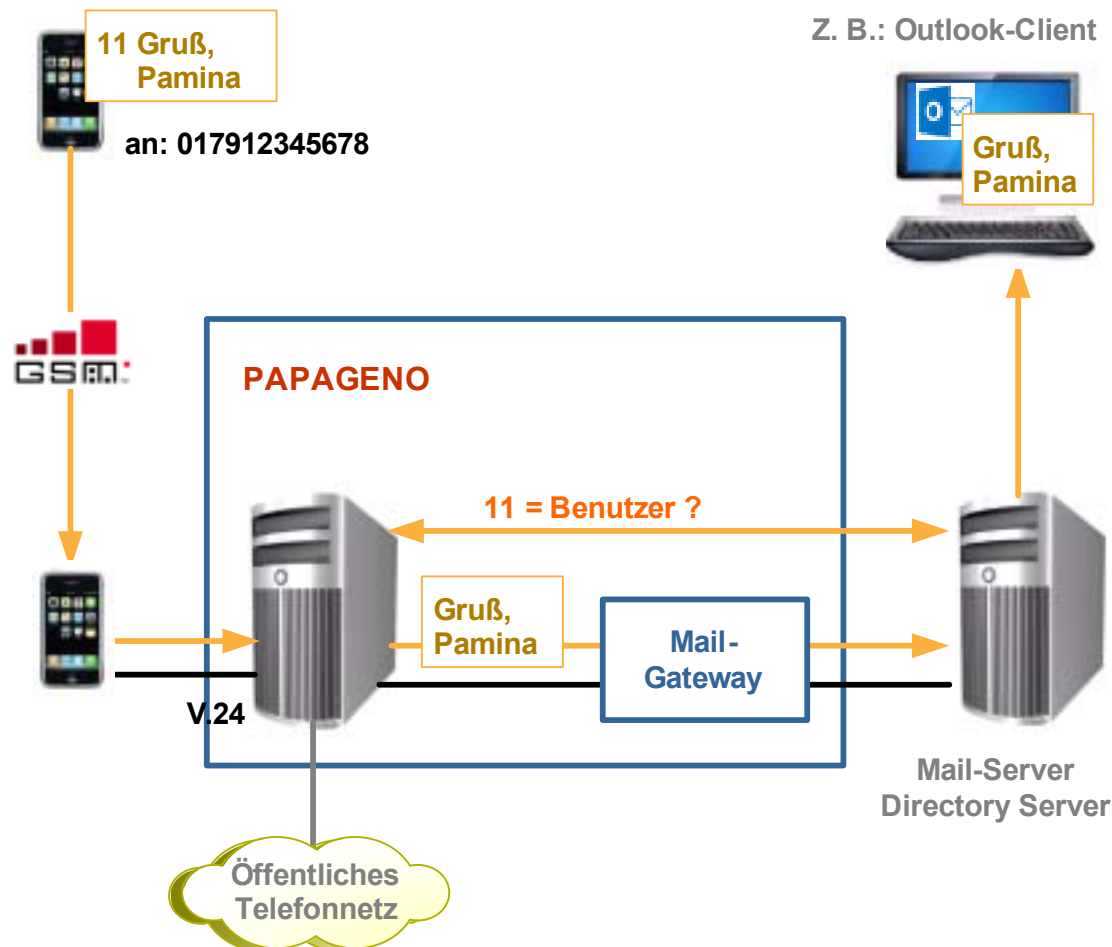 11 Gruß,
Pamina
an: 017912345678
Z. B.: Outlook-Client
Gruß,
Pamina
GSM
PAPAGENO
11 = Benutzer ?
Gruß,
Pamina
Mail-
Gateway
V.24
Mail-Server
Directory Server
Öffentliches
Telefonnetz